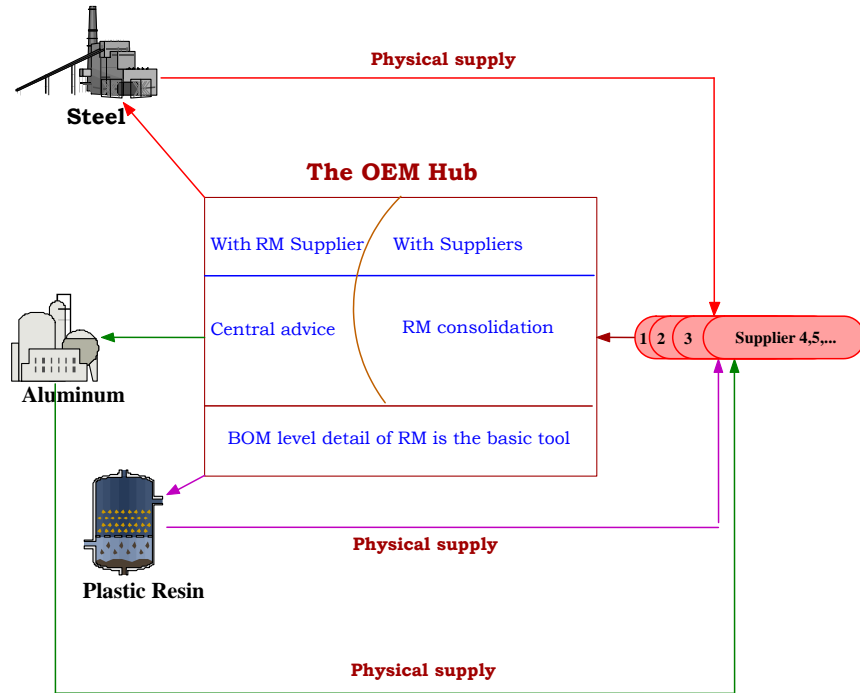 Physical supply
Steel
The OEM Hub
With RM Supplier
With Suppliers
Central advice
RM consolidation
1
2
3
Supplier 4,5,...
Aluminum
BOM level detail of RM is the basic tool
Physical supply
Plastic Resin
Physical supply